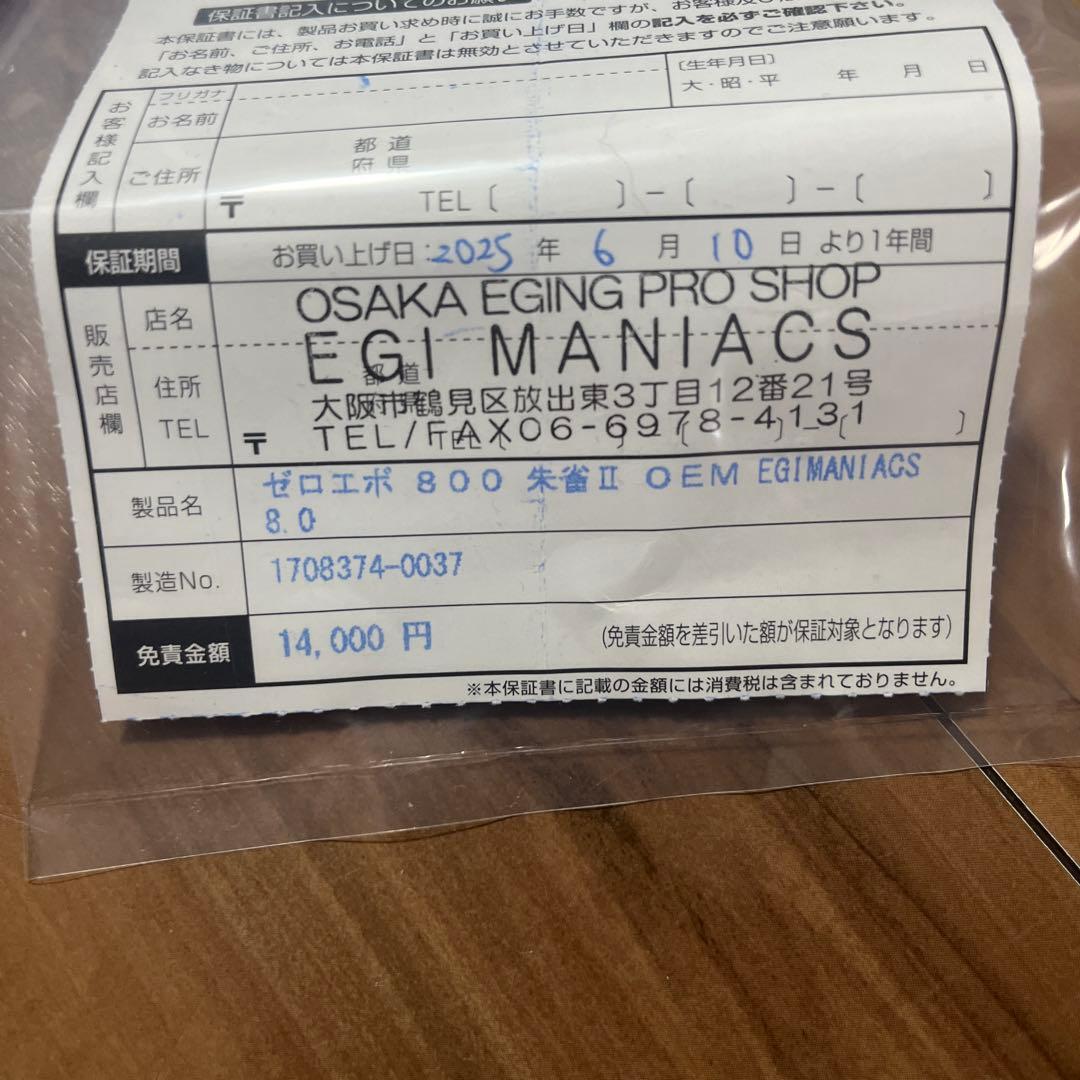 保証書記入についてのお願い
本保証書には、製品お買い求め時に誠にお手数ですが、お客様及び
「お名前、ご住所、お電話」と「お買い上げ日」欄の記入を必ずご確認下さい。
記入なき物については本保証書は無効とさせていただきますのでご注意願います。
お客様記入欄
フリガナ
お名前
〔生年月日〕
大・昭・平 年 月 日
ご住所
都道
府県
〒 TEL〔 〕-〔 〕-〔 〕
保証期間 お買い上げ日:2025 年 6 月 10 日 より1年間
販売店欄
店名 OSAKA EGING PRO SHOP
EGI MANIACS
住所 都道
府県
大阪市鶴見区放出東3丁目12番21号
TEL 〒 TEL/FAX06-6978-4131
製品名 ゼロエボ 800 朱雀Ⅱ OEM EGIMANIACS
8.0
製造No. 1708374-0037
免責金額 14,000 円 (免責金額を差引いた額が保証対象となります)
※本保証書に記載の金額には消費税は含まれておりません。